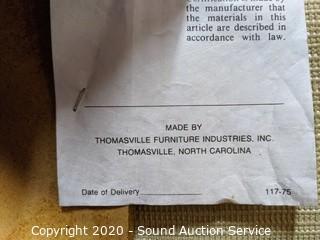 the manufacturer that
the materials in this
article are described in
accordance with law.
MADE BY
THOMASVILLE FURNITURE INDUSTRIES, INC.
THOMASVILLE, NORTH CAROLINA
Date of Delivery
117-75
Copyright 2020 - Sound Auction Service